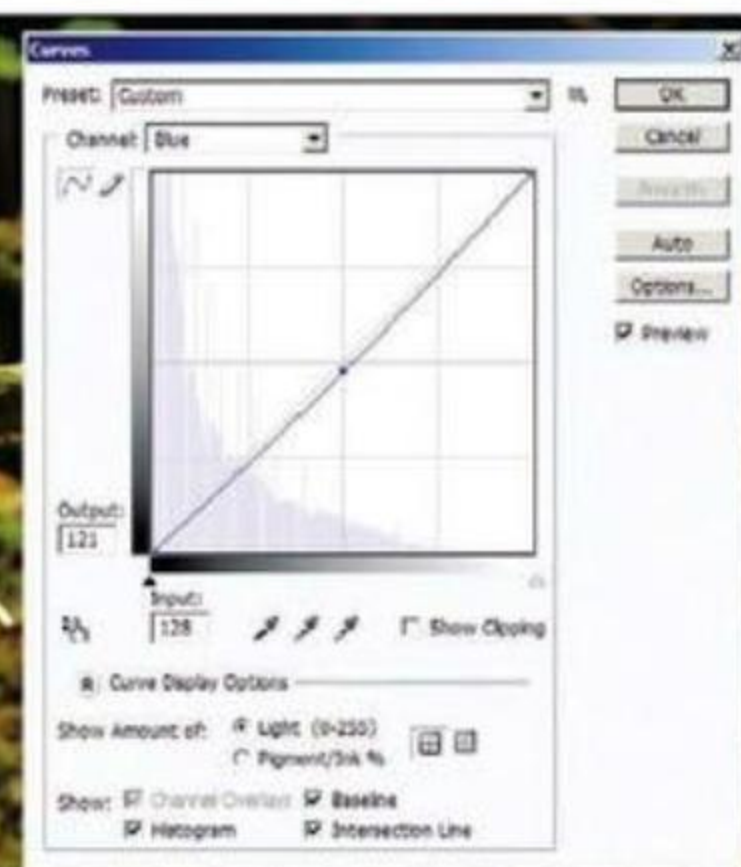 Curves
Preset: Custom
OK
Channel: Blue
Cancel
Smooth
Auto
Options...
Preview
Output:
121
Input:
128
Show Clipping
Curve Display Options
Show Amount of: Light (0-255)
Pigment/Ink %
Show: Channel Overlays Baseline
Histogram Intersection Line